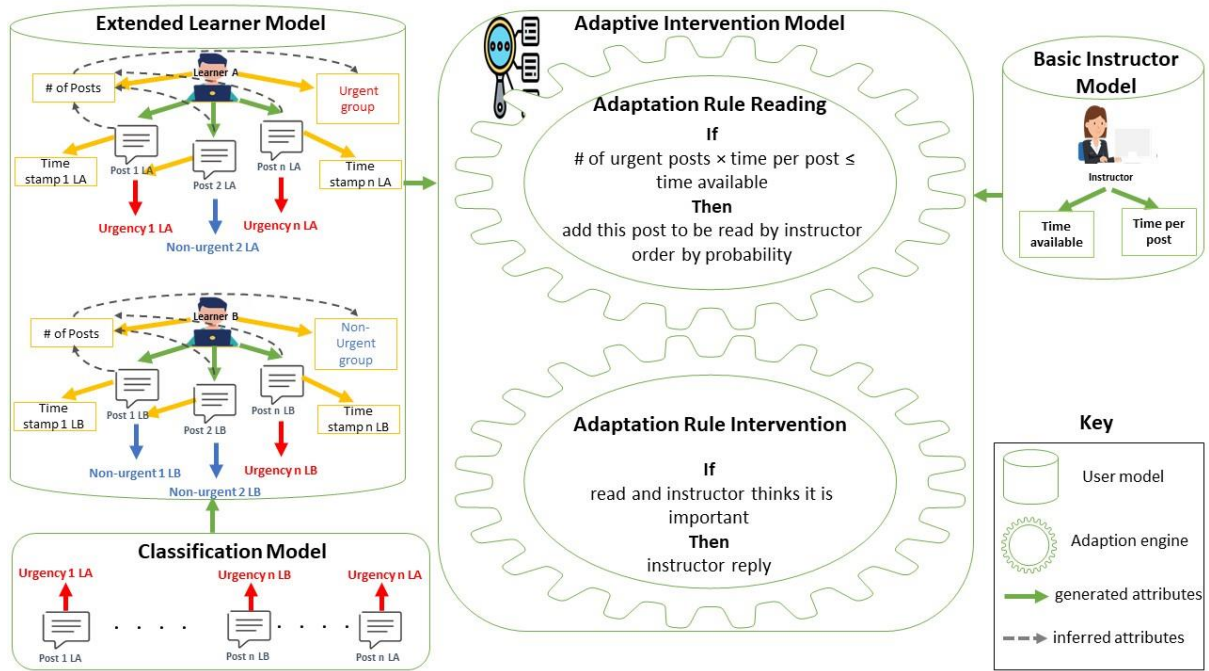 Extended Learner Model
Learner A
# of Posts
Urgent
group
Post 1 LA
Post 2 LA
Post n LA
Time
stamp 1 LA
Time
stamp n LA
Urgency 1 LA
Non-urgent 2 LA
Urgency n LA
Learner B
# of Posts
Non-
Urgent
group
Post 1 LB
Post 2 LB
Post n LB
Time
stamp 1 LB
Time
stamp n LB
Non-urgent 1 LB
Non-urgent 2 LB
Urgency n LB
Classification Model
Urgency 1 LA
Urgency n LB
Urgency n LA
Post 1 LA
. . . .
Post n LB
. . . .
Post n LA
Adaptive Intervention Model
Adaptation Rule Reading
If
# of urgent posts × time per post ≤
time available
Then
add this post to be read by instructor
order by probability
Adaptation Rule Intervention
If
read and instructor thinks it is
important
Then
instructor reply
Basic Instructor
Model
Instructor
Time
available
Time per
post
Key
User model
Adaption engine
generated attributes
inferred attributes